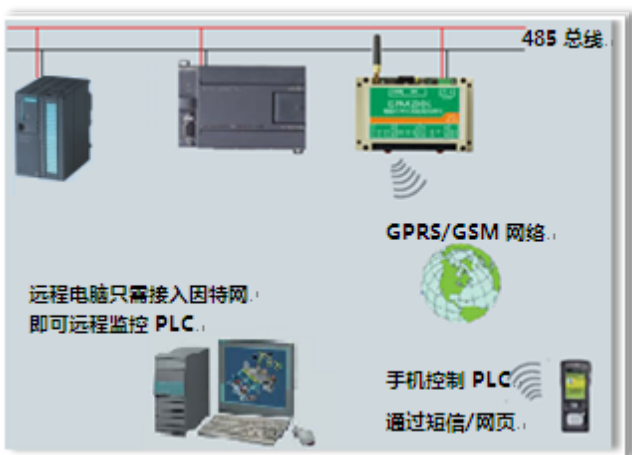 485 总线
GPRS/GSM 网络
远程电脑只需接入因特网
即可远程监控 PLC
手机控制 PLC
通过短信/网页